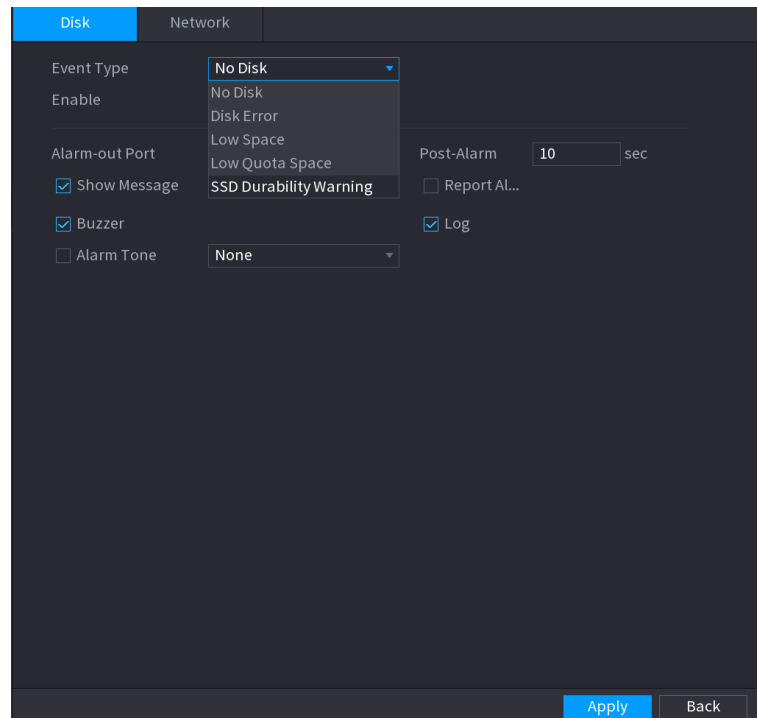 Disk Network
Event Type No Disk
No Disk
Enable
Disk Error
Low Space
Alarm-out Port Post-Alarm 10 sec
Low Quota Space
Show Message SSD Durability Warning Report Al...
Buzzer Log
Alarm Tone None
Apply Back